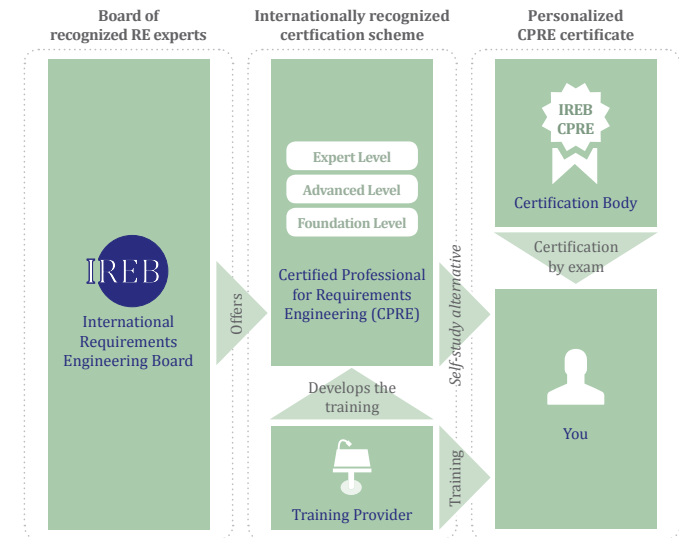 Board of
recognized RE experts
IREB
International
Requirements
Engineering Board
Offers
Internationally recognized
certfication scheme
Expert Level
Advanced Level
Foundation Level
Certified Professional
for Requirements
Engineering (CPRE)
Develops the
training
Training Provider
Self-study alternative
Training
Personalized
CPRE certificate
IREB
CPRE
Certification Body
Certification
by exam
You